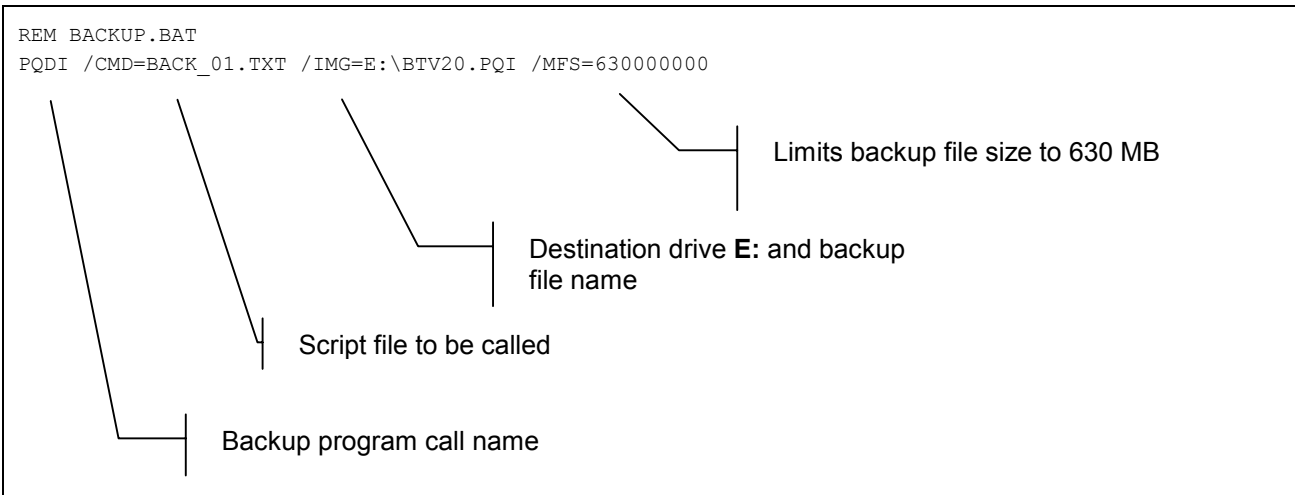 REM BACKUP.BAT
PQDI /CMD=BACK_01.TXT /IMG=E:\BTV20.PQI /MFS=630000000
Limits backup file size to 630 MB
Destination drive E: and backup
file name
Script file to be called
Backup program call name